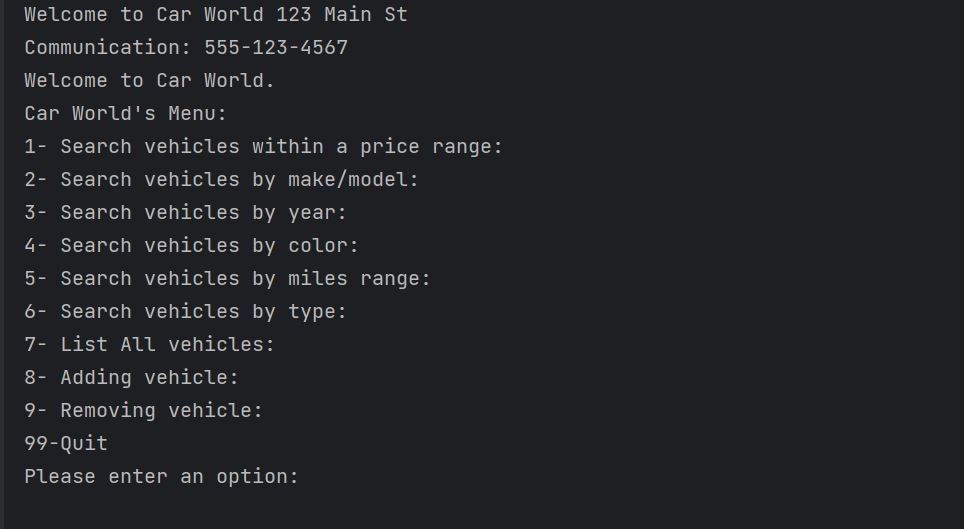 Welcome to Car World 123 Main St
Communication: 555-123-4567
Welcome to Car World.
Car World's Menu:
1- Search vehicles within a price range:
2- Search vehicles by make/model:
3- Search vehicles by year:
4- Search vehicles by color:
5- Search vehicles by miles range:
6- Search vehicles by type:
7- List All vehicles:
8- Adding vehicle:
9- Removing vehicle:
99-Quit
Please enter an option: